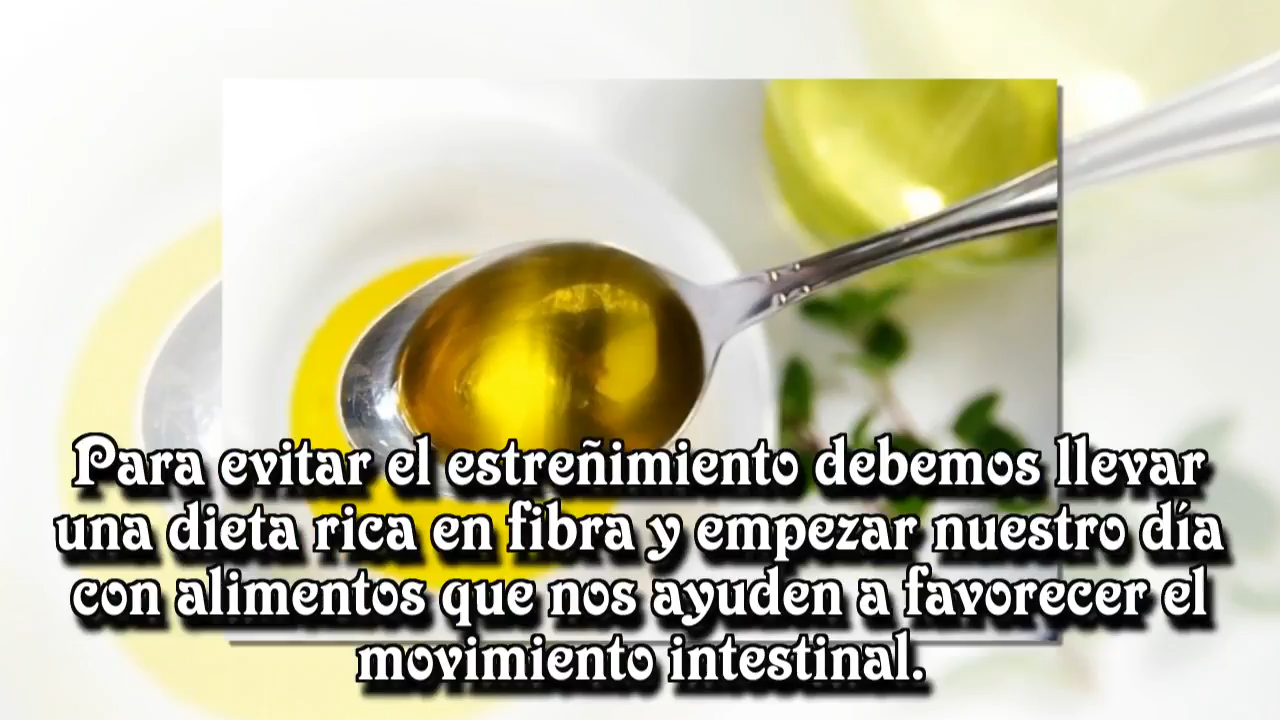 Para evitar el estreñimiento debemos llevar
una dieta rica en fibra y empezar nuestro día
con alimentos que nos ayuden a favorecer el
movimiento intestinal.